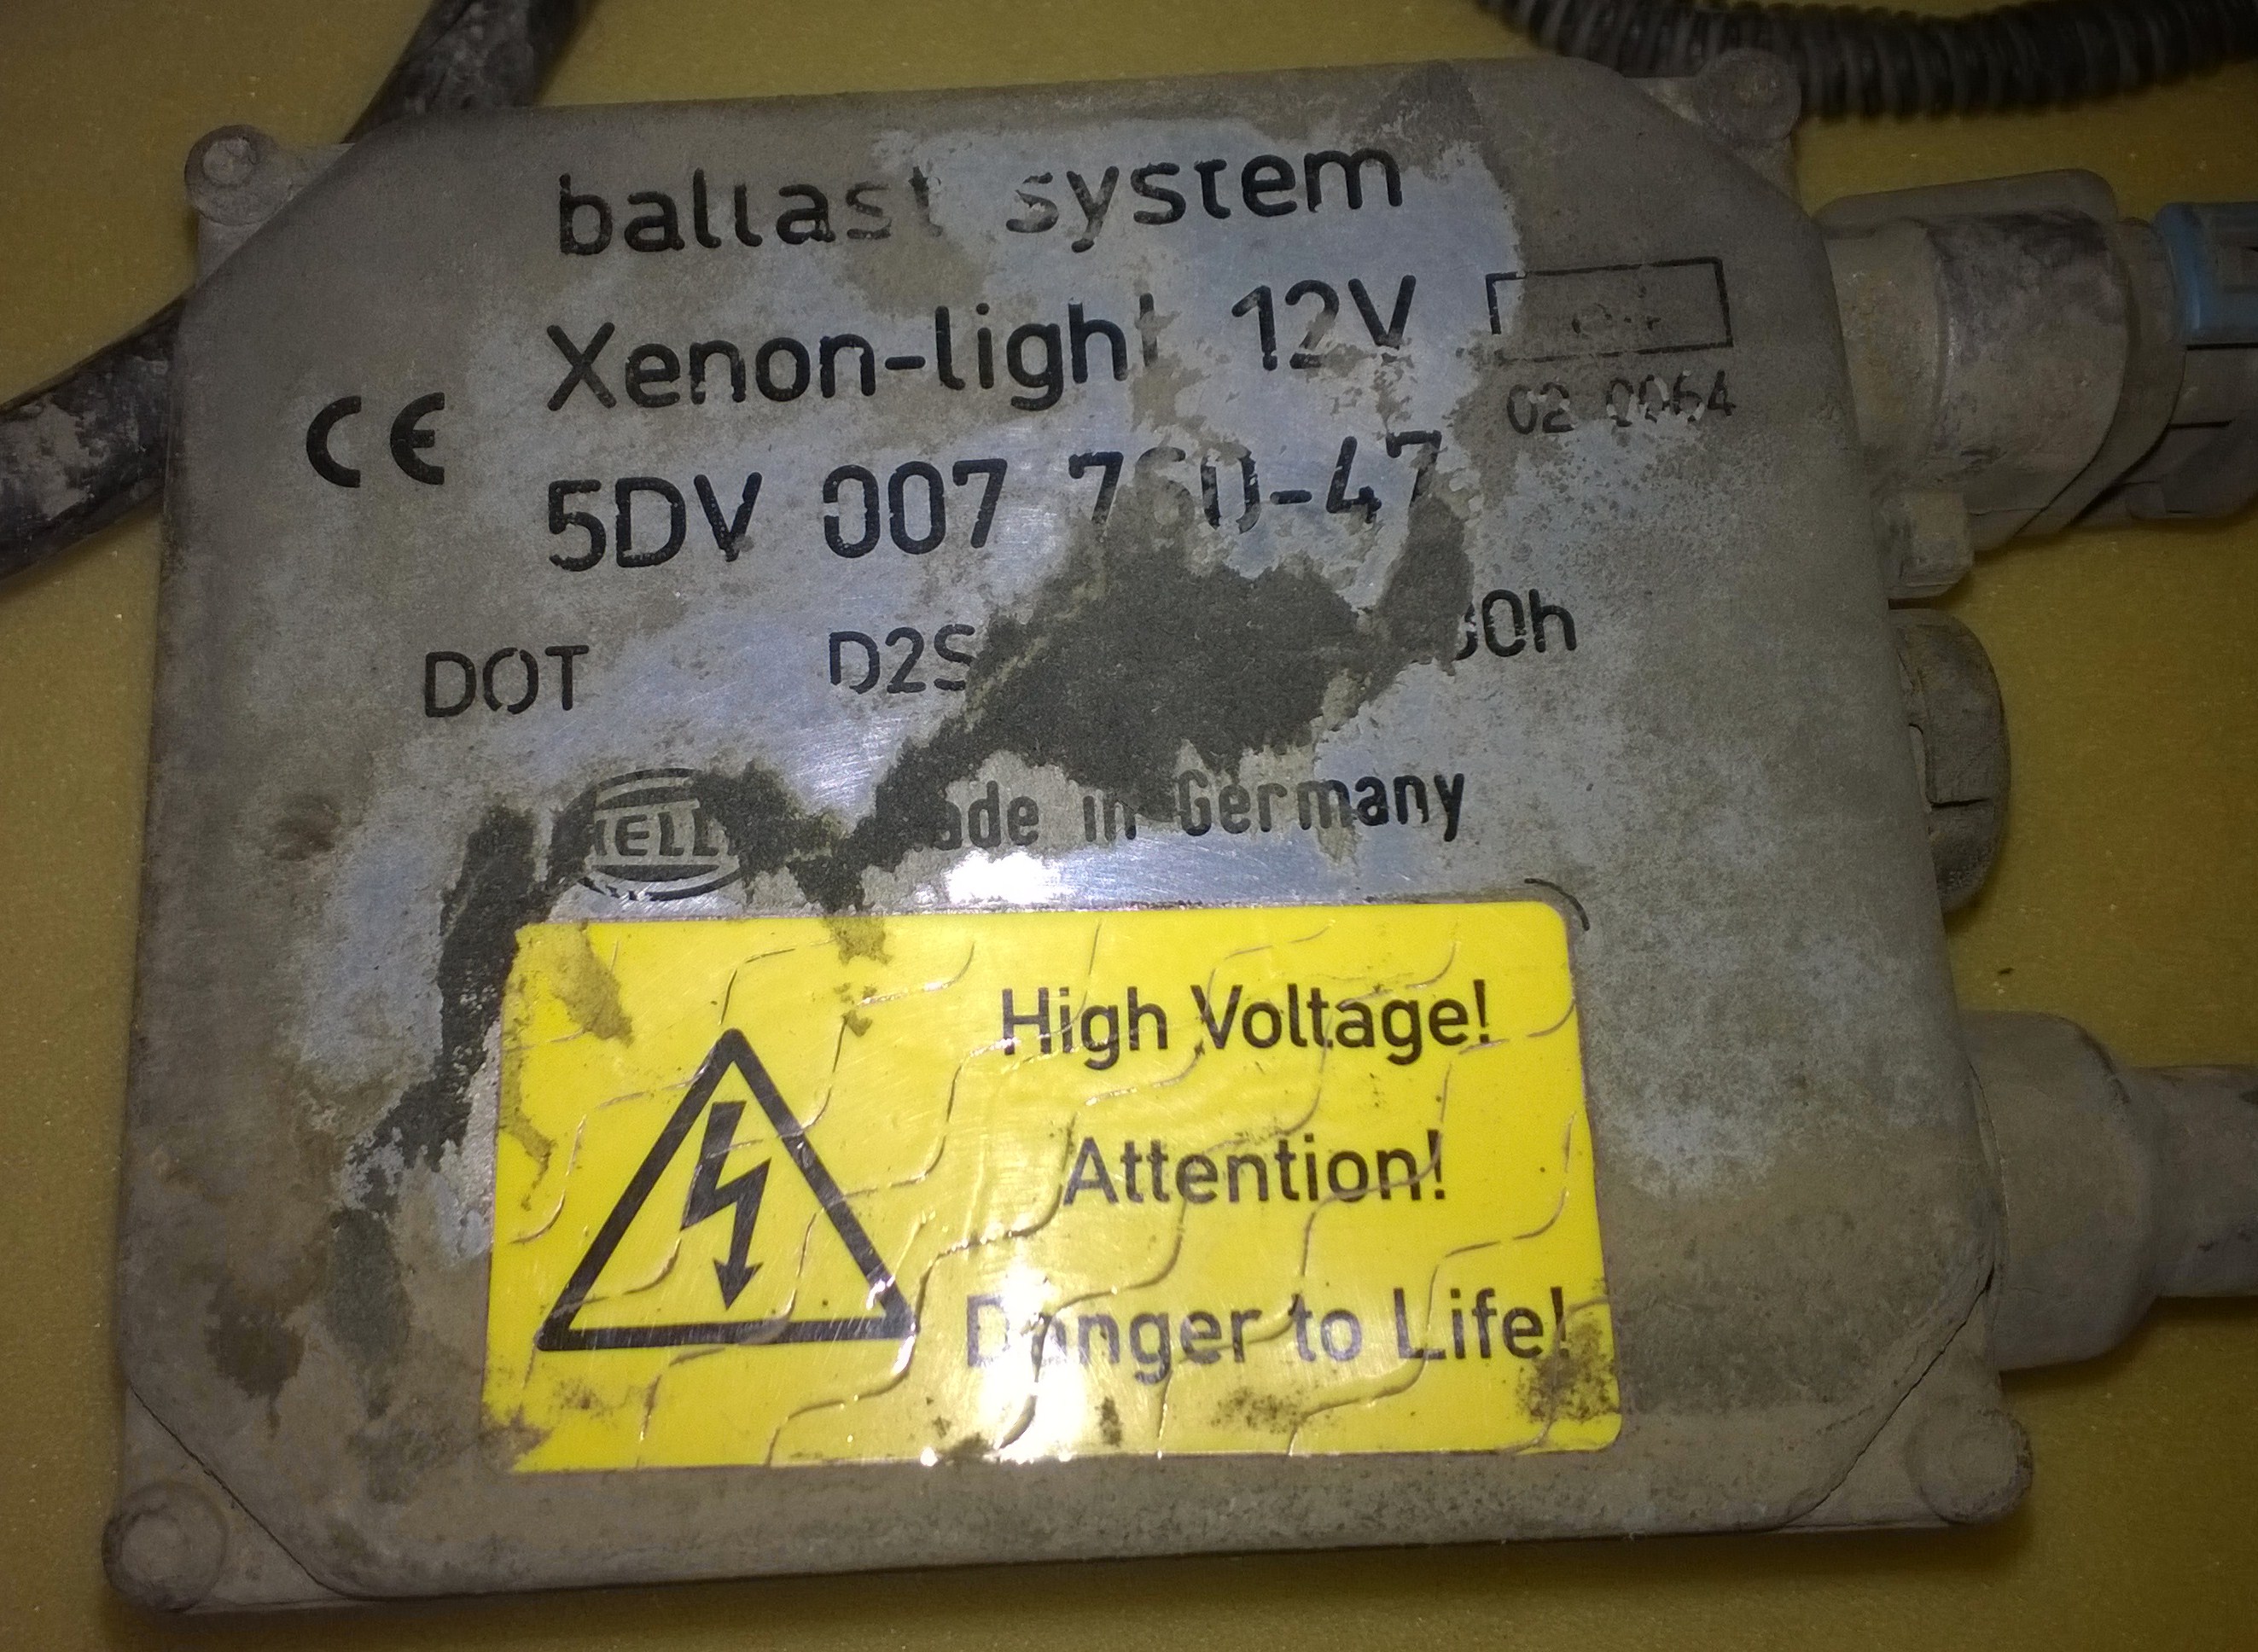 ballast system
Xenon-light 12V
02 0064
CE
5DV 007 760-47
DOT D2S
HELLA in Germany
High Voltage!
Attention!
Danger to Life!